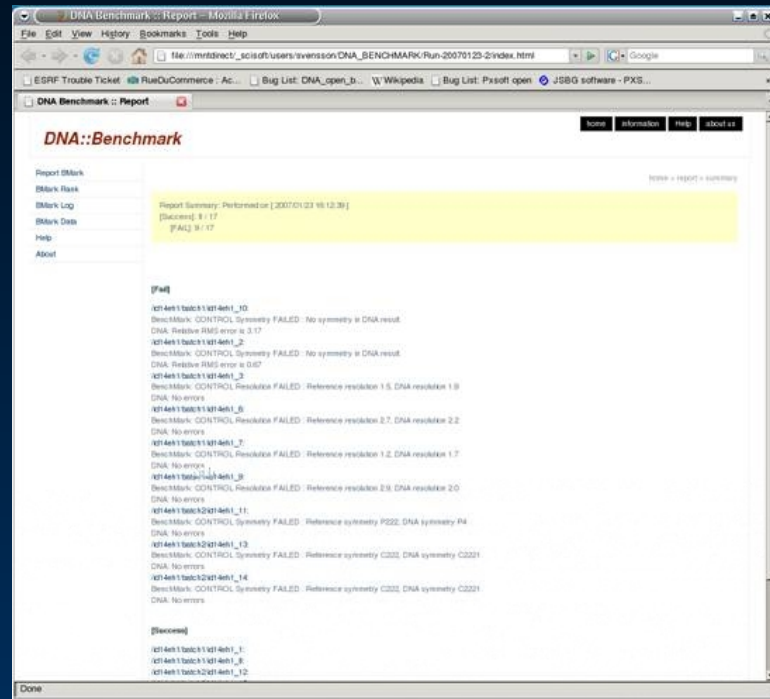 DNA Benchmark :: Report – Mozilla Firefox
File Edit View History Bookmarks Tools Help
file:///mntdirect/_scisoft/users/svensson/DNA_BENCHMARK/Run-20070123-2/index.html
Google
ESRF Trouble Ticket RueDuCommerce : Ac... Bug List: DNA_open_b... Wikipedia Bug List: Pxsoft open JSBG software - PXS...
DNA Benchmark :: Report
home information Help about us
DNA::Benchmark
home » report » summary
Report BMark
BMark Rask
BMark Log
BMark Data
Help
About
Report Summary: Performed on [ 2007/01/23 16:12:39 ]
[Success]: 8 / 17
[FAIL]: 9 / 17
[Fail]
/id14eh1/batch1/id14eh1_10:
BenchMark: CONTROL Symmetry FAILED : No symmetry in DNA result.
DNA: Relative RMS error is 3.17
/id14eh1/batch1/id14eh1_2:
BenchMark: CONTROL Symmetry FAILED : No symmetry in DNA result.
DNA: Relative RMS error is 0.67
/id14eh1/batch1/id14eh1_3:
BenchMark: CONTROL Resolution FAILED : Reference resolution 1.5, DNA resolution 1.9
DNA: No errors
/id14eh1/batch1/id14eh1_6:
BenchMark: CONTROL Resolution FAILED : Reference resolution 2.7, DNA resolution 2.2
DNA: No errors
/id14eh1/batch1/id14eh1_7:
BenchMark: CONTROL Resolution FAILED : Reference resolution 1.2, DNA resolution 1.7
DNA: No errors
/id14eh1/batch1/id14eh1_9:
BenchMark: CONTROL Resolution FAILED : Reference resolution 2.9, DNA resolution 2.0
DNA: No errors
/id14eh1/batch2/id14eh1_11:
BenchMark: CONTROL Symmetry FAILED : Reference symmetry P222, DNA symmetry P4
DNA: No errors
/id14eh1/batch2/id14eh1_13:
BenchMark: CONTROL Symmetry FAILED : Reference symmetry C222, DNA symmetry C2221
DNA: No errors
/id14eh1/batch2/id14eh1_14:
BenchMark: CONTROL Symmetry FAILED : Reference symmetry C222, DNA symmetry C2221
DNA: No errors
[Success]
/id14eh1/batch1/id14eh1_1:
/id14eh1/batch1/id14eh1_8:
/id14eh1/batch2/id14eh1_12:
Done